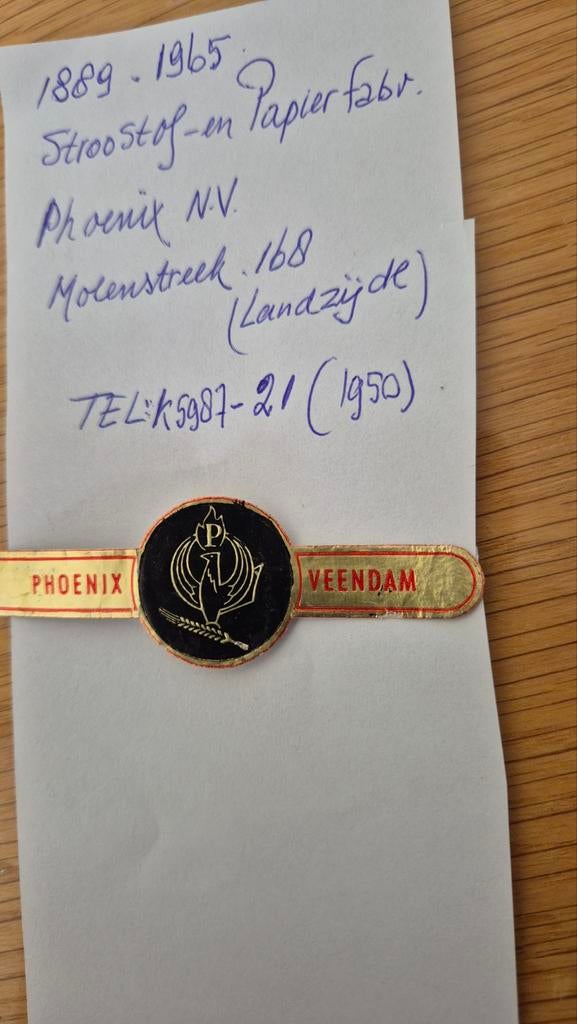 1889 - 1965.
Stroostof-en Papierfabr.
Phoenix N.V.
Molenstreek. 168
(Landzijde)
TEL:K5987-21 (1950)
P
PHOENIX
VEENDAM